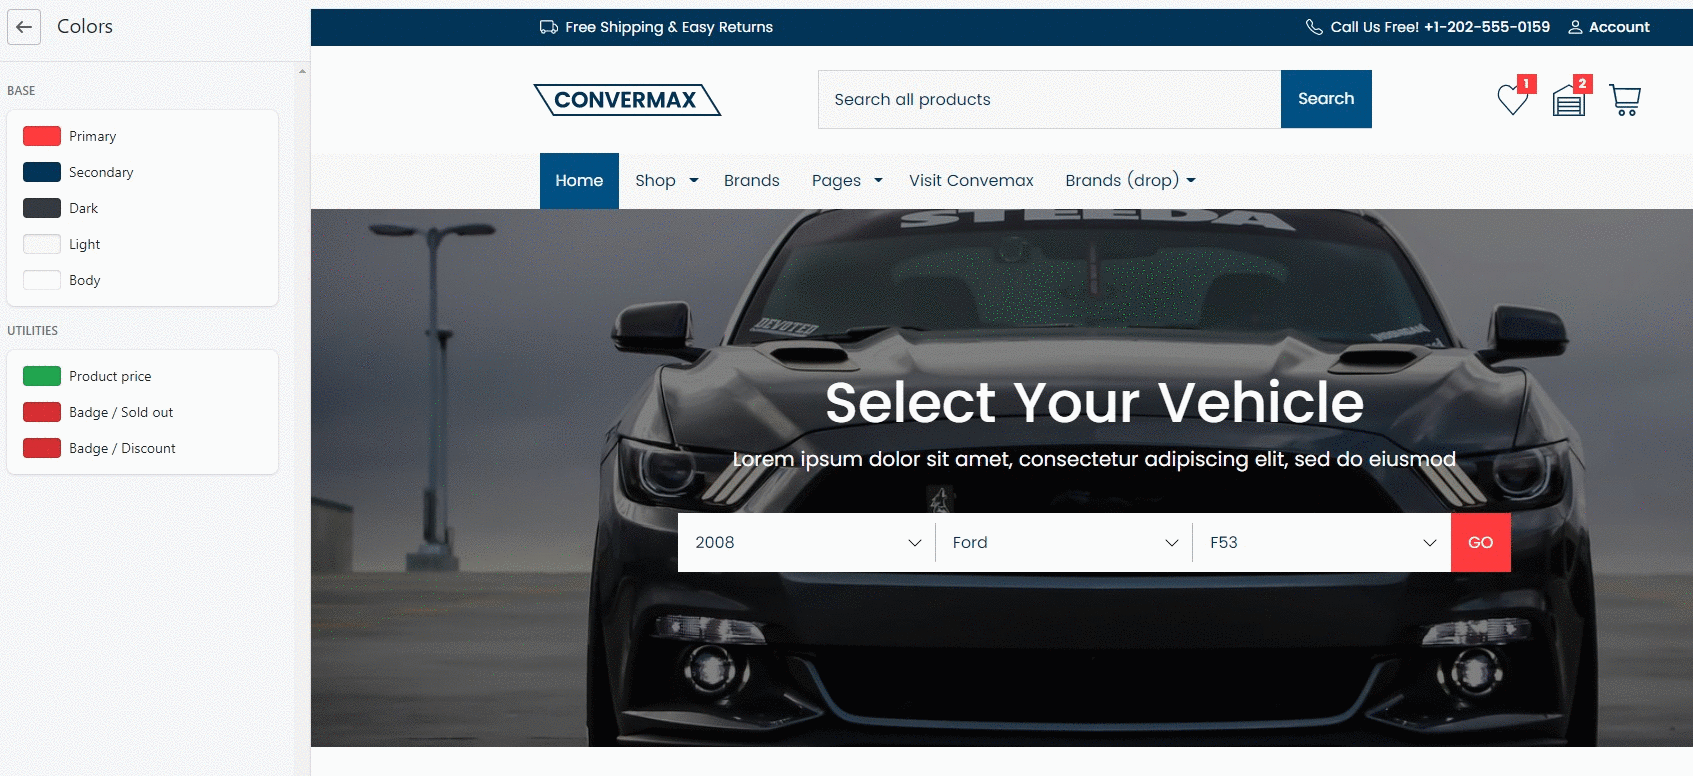 Colors
BASE
Primary
Secondary
Dark
Light
Body
UTILITIES
Product price
Badge / Sold out
Badge / Discount
Free Shipping & Easy Returns
Call Us Free! +1-202-555-0159 Account
CONVERMAX
Search all products
Search
1
2
Home Shop Brands Pages Visit Convemax Brands (drop)
STEEDA
DEVOTED
Select Your Vehicle
Lorem ipsum dolor sit amet, consectetur adipiscing elit, sed do eiusmod
2008 Ford F53 GO